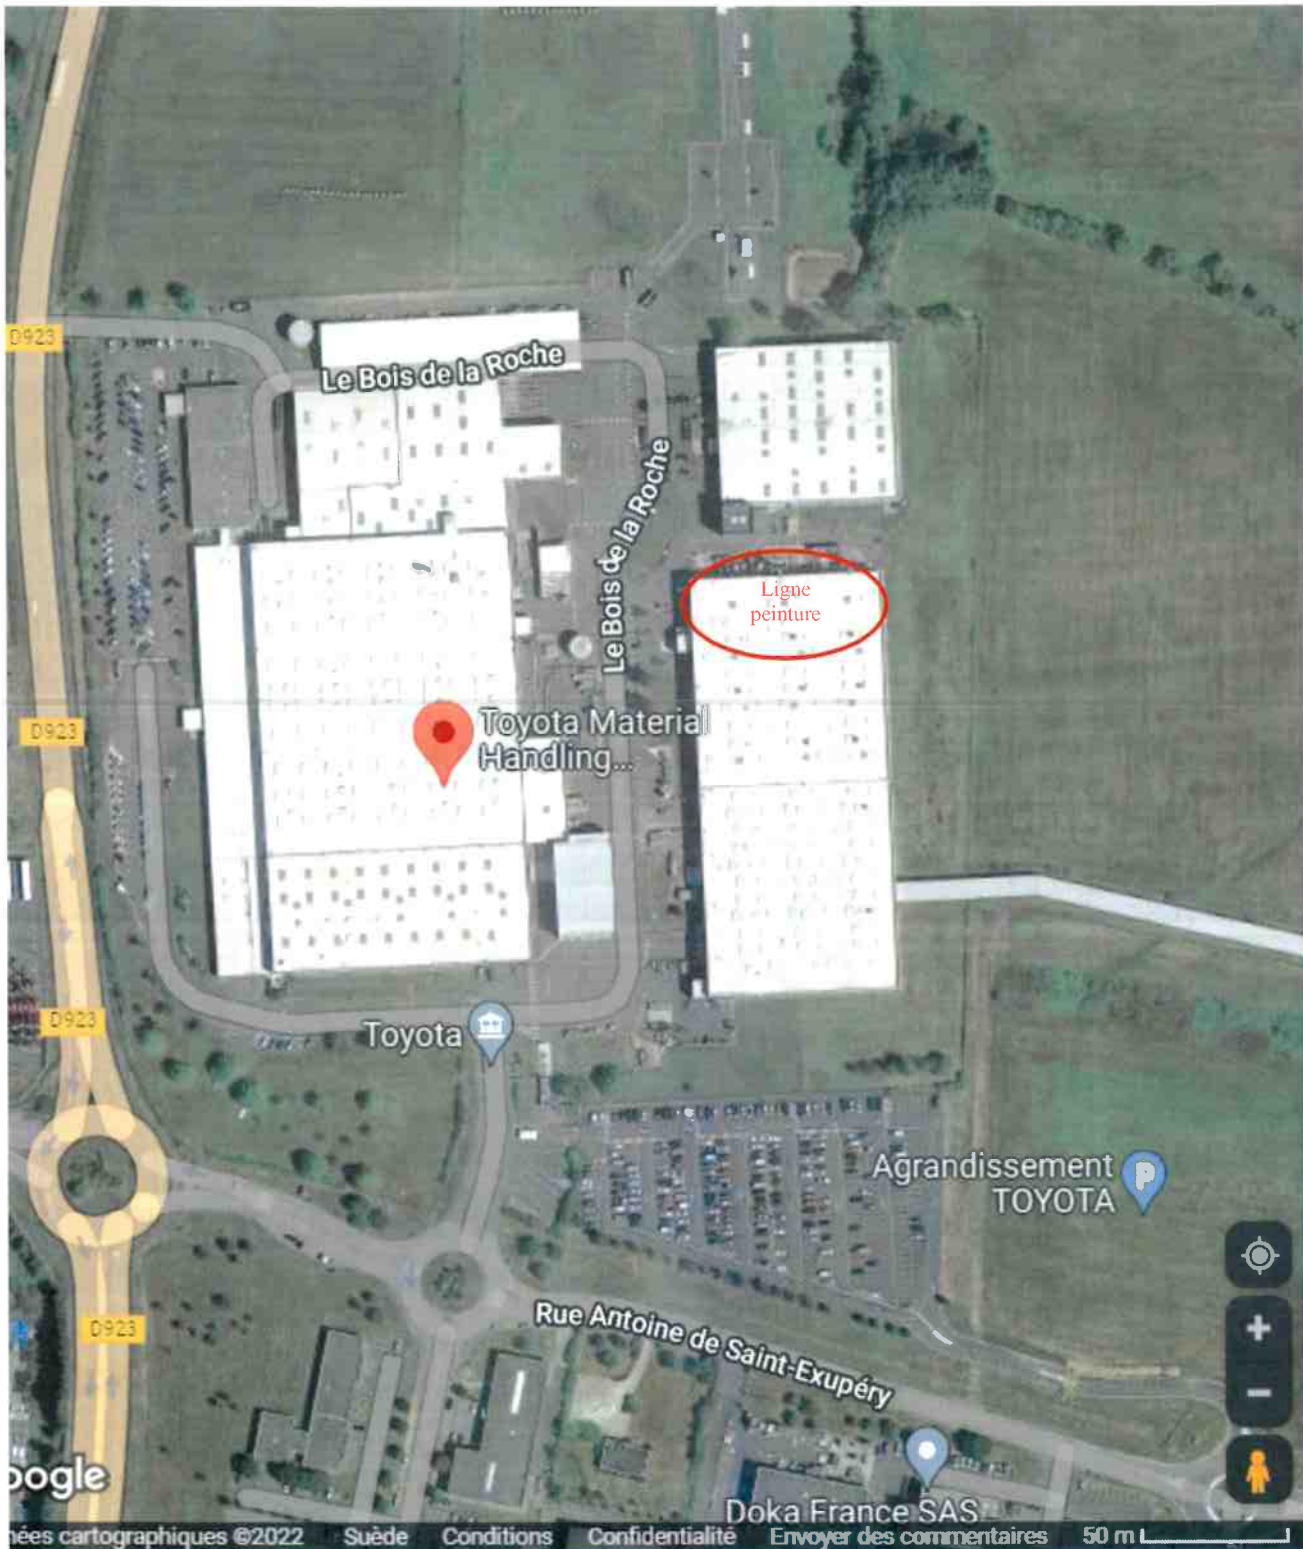 D923
Le Bois de la Roche
Le Bois de la Roche
Ligne
peinture
D923
Toyota Material
Handling...
D923
Toyota
Agrandissement
TOYOTA
P
D923
Rue Antoine de Saint-Exupéry
oogle
Doka France SAS
nées cartographiques ©2022 Suède Conditions Confidentialité Envoyer des commentaires 50 m